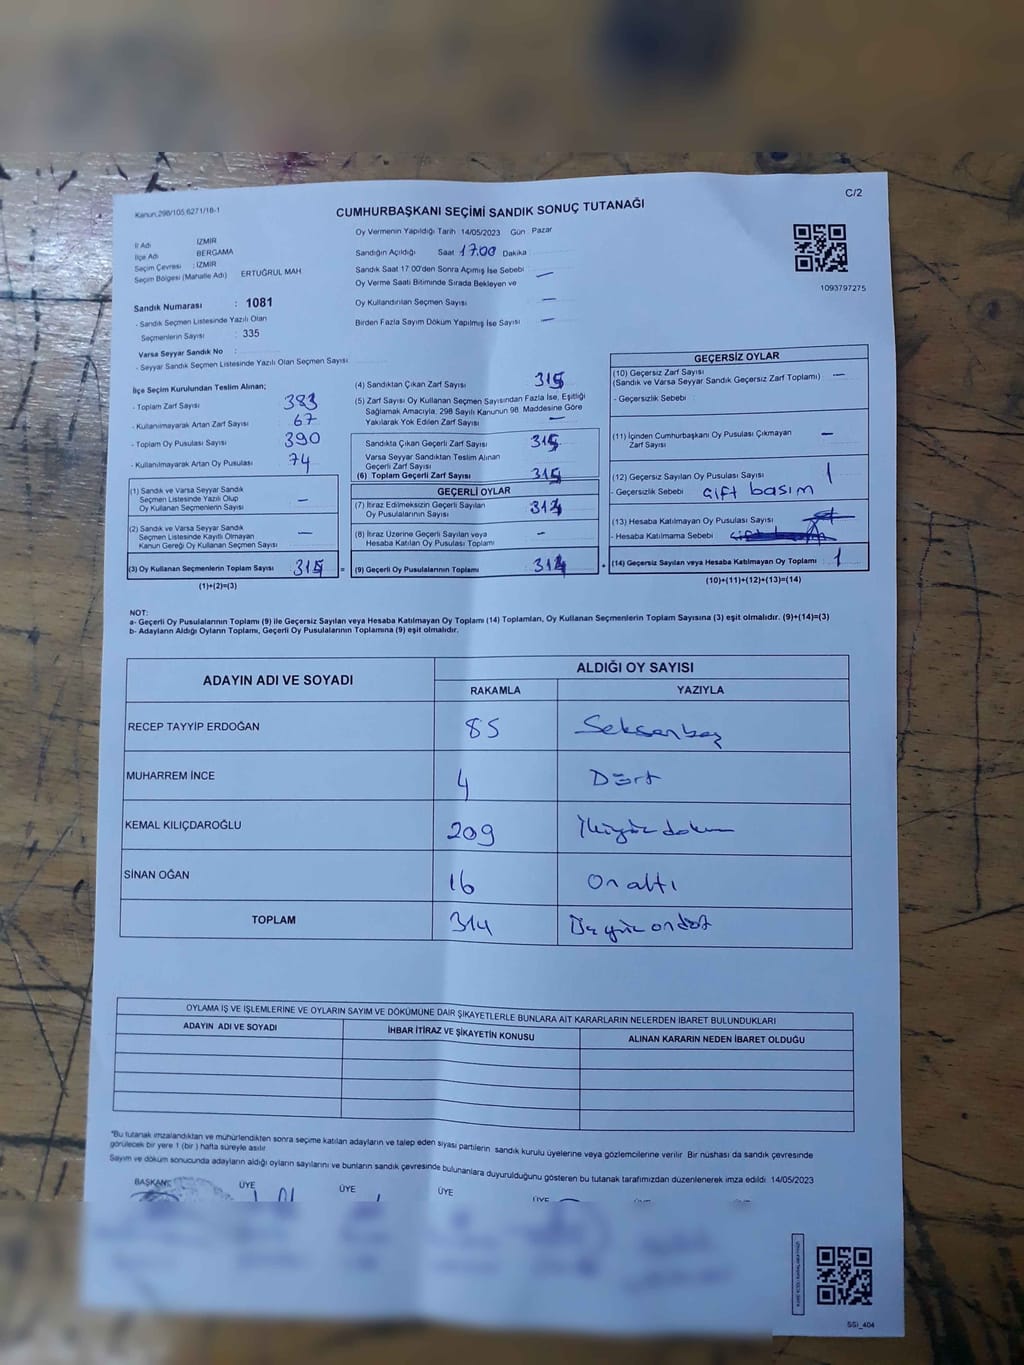 C/2
Kanun,298/105,6271/18-1
CUMHURBAŞKANI SEÇİMİ SANDIK SONUÇ TUTANAĞI
İl Adı İZMİR
İlçe Adı BERGAMA
Seçim Çevresi : İZMİR
Seçim Bölgesi (Mahalle Adı) ERTUĞRUL MAH.
Sandık Numarası : 1081
- Sandık Seçmen Listesinde Yazılı Olan
Seçmenlerin Sayısı : 335
Varsa Seyyar Sandık No :
- Seyyar Sandık Seçmen Listesinde Yazılı Olan Seçmen Sayısı
Oy Vermenin Yapıldığı Tarih 14/05/2023 Gün : Pazar
Sandığın Açıldığı Saat 17.00 Dakika
Sandık Saat 17.00'den Sonra Açımış İse Sebebi —
Oy Verme Saati Bitiminde Sırada Bekleyen ve
Oy Kullandırılan Seçmen Sayısı —
Birden Fazla Sayım Döküm Yapılmış İse Sayısı —
1093797275
İlçe Seçim Kurulundan Teslim Alınan;
- Toplam Zarf Sayısı 383
- Kullanılmayarak Artan Zarf Sayısı 67
- Toplam Oy Pusulası Sayısı 390
- Kullanılmayarak Artan Oy Pusulası 74
(1) Sandık ve Varsa Seyyar Sandık
Seçmen Listesinde Yazılı Olup
Oy Kullanan Seçmenlerin Sayısı —
(2) Sandık ve Varsa Seyyar Sandık
Seçmen Listesinde Kayıtlı Olmayan
Kanun Gereği Oy Kullanan Seçmen Sayısı —
(3) Oy Kullanan Seçmenlerin Toplam Sayısı 315 =
(1)+(2)=(3)
(4) Sandıktan Çıkan Zarf Sayısı 315
(5) Zarf Sayısı Oy Kullanan Seçmen Sayısından Fazla İse, Eşitliği
Sağlamak Amacıyla, 298 Sayılı Kanunun 98. Maddesine Göre
Yakılarak Yok Edilen Zarf Sayısı —
Sandıkta Çıkan Geçerli Zarf Sayısı 315
Varsa Seyyar Sandıktan Teslim Alınan
Geçerli Zarf Sayısı
(6) Toplam Geçerli Zarf Sayısı 315
GEÇERLİ OYLAR
(7) İtiraz Edilmeksizin Geçerli Sayılan
Oy Pusulalarının Sayısı 314
(8) İtiraz Üzerine Geçerli Sayılan veya
Hesaba Katılan Oy Pusulası Toplamı -
(9) Geçerli Oy Pusulalarının Toplamı 314 +
GEÇERSİZ OYLAR
(10) Geçersiz Zarf Sayısı
(Sandık ve Varsa Seyyar Sandık Geçersiz Zarf Toplamı) —
- Geçersizlik Sebebi :
(11) İçinden Cumhurbaşkanı Oy Pusulası Çıkmayan
Zarf Sayısı —
(12) Geçersiz Sayılan Oy Pusulası Sayısı 1
- Geçersizlik Sebebi : çift basım
(13) Hesaba Katılmayan Oy Pusulası Sayısı
- Hesaba Katılmama Sebebi
(14) Geçersiz Sayılan veya Hesaba Katılmayan Oy Toplamı 1
(10)+(11)+(12)+(13)=(14)
NOT:
a- Geçerli Oy Pusulalarının Toplamı (9) ile Geçersiz Sayılan veya Hesaba Katılmayan Oy Toplamı (14) Toplamları, Oy Kullanan Seçmenlerin Toplam Sayısına (3) eşit olmalıdır. (9)+(14)=(3)
b- Adayların Aldığı Oyların Toplamı, Geçerli Oy Pusulalarının Toplamına (9) eşit olmalıdır.
ADAYIN ADI VE SOYADI ALDIĞI OY SAYISI
RAKAMLA YAZIYLA
RECEP TAYYİP ERDOĞAN 85 Seksenbeş
MUHARREM İNCE 4 Dört
KEMAL KILIÇDAROĞLU 209 İkiyüz dokuz
SİNAN OĞAN 16 On altı
TOPLAM 314 Üç yüz ondört
OYLAMA İŞ VE İŞLEMLERİNE VE OYLARIN SAYIM VE DÖKÜMÜNE DAİR ŞİKAYETLERLE BUNLARA AİT KARARLARIN NELERDEN İBARET BULUNDUKLARI
ADAYIN ADI VE SOYADI İHBAR İTİRAZ VE ŞİKAYETİN KONUSU ALINAN KARARIN NEDEN İBARET OLDUĞU
*Bu tutanak imzalandıktan ve mühürlendikten sonra seçime katılan adayların ve talep eden siyasi partilerin sandık kurulu üyelerine veya gözlemcilerine verilir. Bir nüshası da sandık çevresinde
görülecek bir yere 1 (bir ) hafta süreyle asılır.
Sayım ve döküm sonucunda adayların aldığı oyların sayılarını ve bunların sandık çevresinde bulunanlara duyurulduğunu gösteren bu tutanak tarafımızdan düzenlenerek imza edildi. 14/05/2023
BAŞKAN ÜYE ÜYE ÜYE ÜYE
SSİ_404